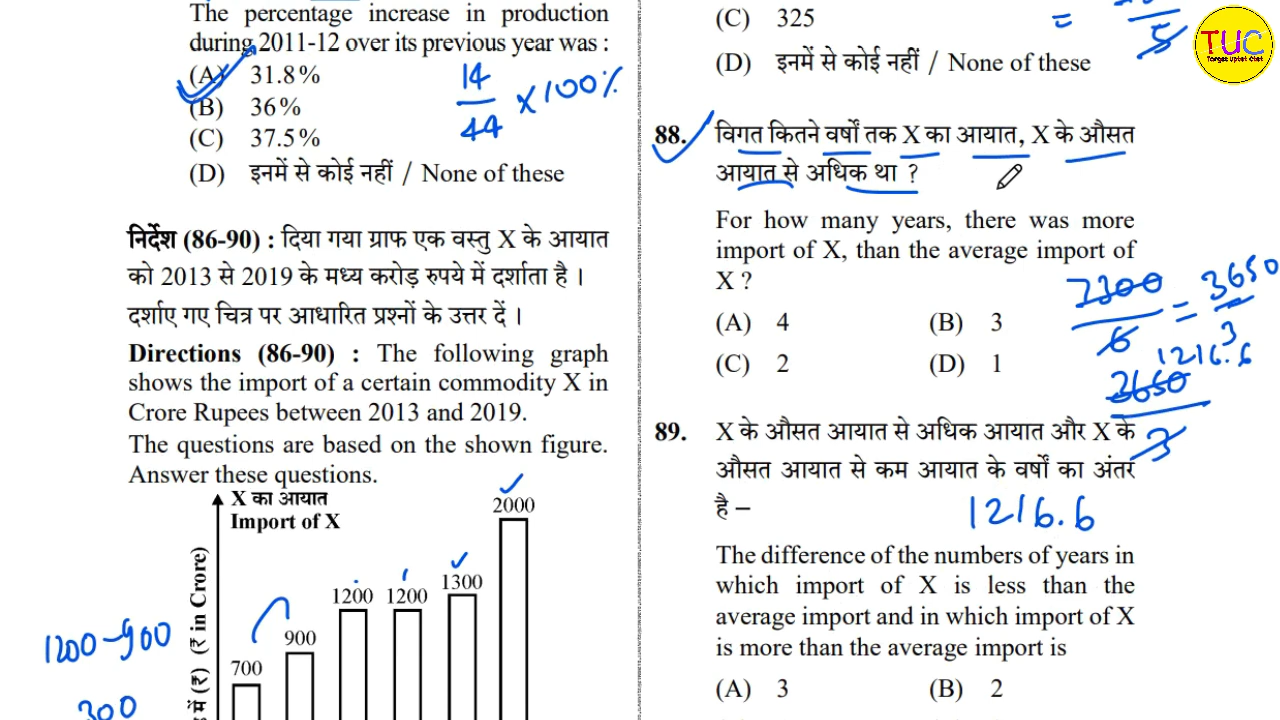 The percentage increase in production
during 2011-12 over its previous year was :
(A) 31.8%
(B) 36%
(C) 37.5%
(D) इनमें से कोई नहीं / None of these
14
44
×100%
निर्देश (86-90) : दिया गया ग्राफ एक वस्तु X के आयात
को 2013 से 2019 के मध्य करोड़ रुपये में दर्शाता है ।
दर्शाए गए चित्र पर आधारित प्रश्नों के उत्तर दें ।
Directions (86-90) : The following graph
shows the import of a certain commodity X in
Crore Rupees between 2013 and 2019.
The questions are based on the shown figure.
Answer these questions.
X का आयात
Import of X
2000
1300
1200 1200
900
700
(₹ in Crore)
में (₹)
1200-900
300
(C) 325
=
5
(D) इनमें से कोई नहीं / None of these
TUC
Target Uptet Ctet
88. विगत कितने वर्षों तक X का आयात, X के औसत
आयात से अधिक था ?
For how many years, there was more
import of X, than the average import of
X ?
(A) 4 (B) 3
(C) 2 (D) 1
7300
6
= 3650
3
1216.6
3650
3
89. X के औसत आयात से अधिक आयात और X के
औसत आयात से कम आयात के वर्षों का अंतर
है –
1216.6
The difference of the numbers of years in
which import of X is less than the
average import and in which import of X
is more than the average import is
(A) 3 (B) 2